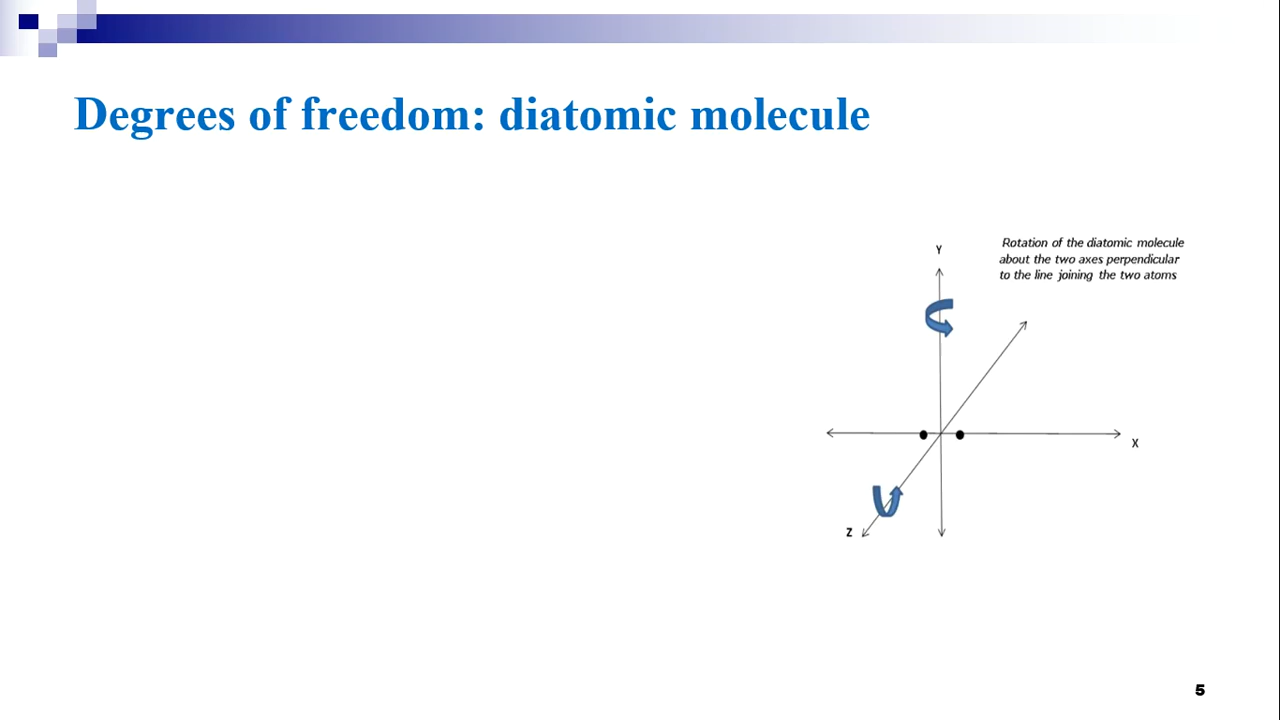 Degrees of freedom: diatomic molecule
Y
Rotation of the diatomic molecule
about the two axes perpendicular
to the line joining the two atoms
X
Z
5